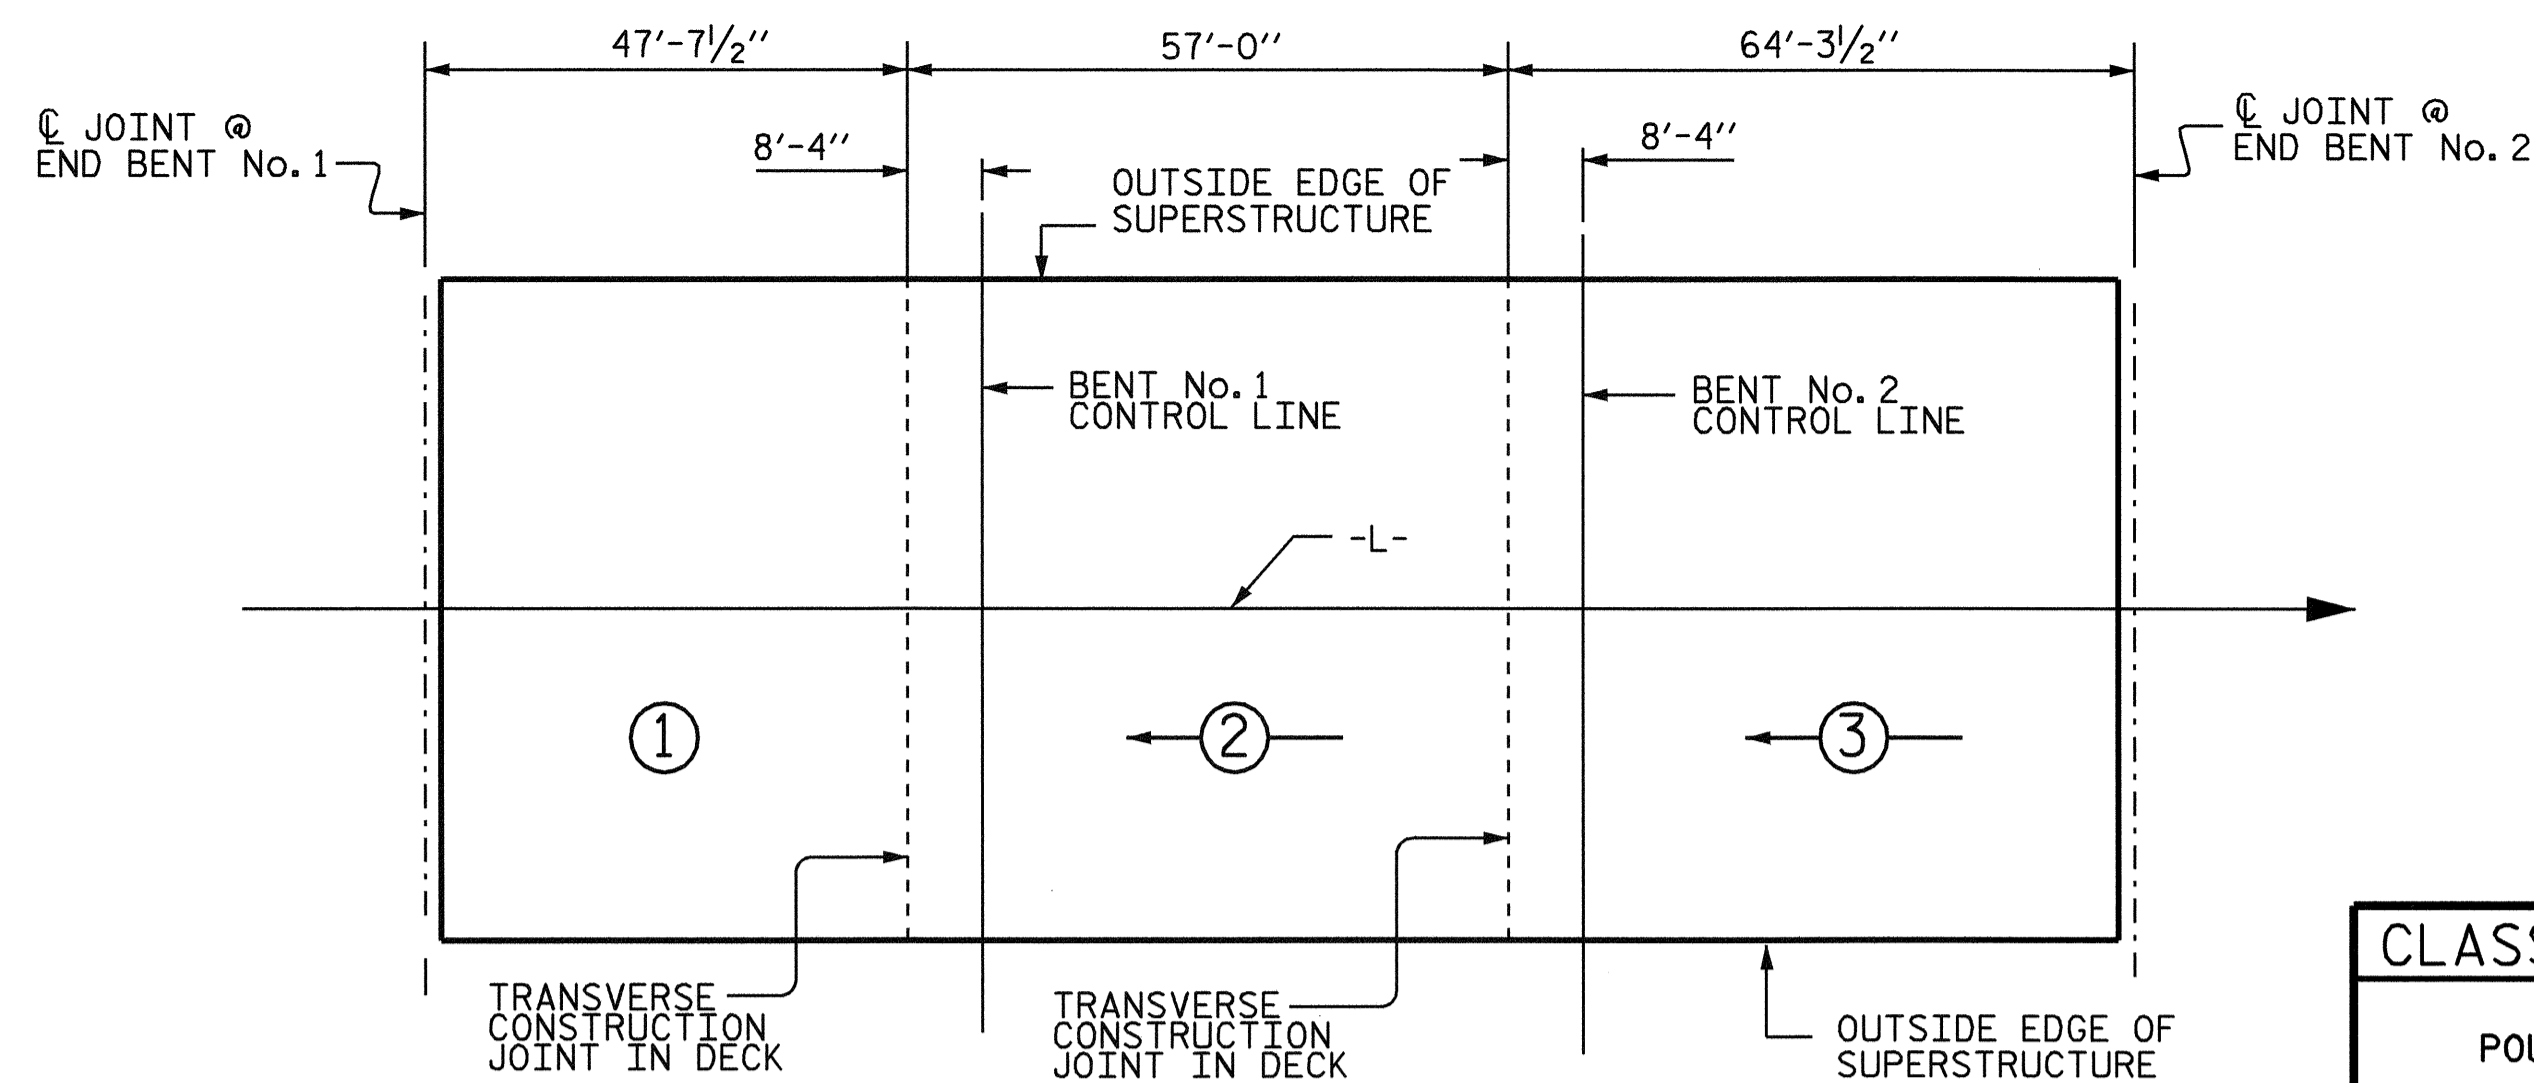 47'-7½"
57'-0"
64'-3½"
℄ JOINT @
END BENT No. 1
8'-4"
OUTSIDE EDGE OF
SUPERSTRUCTURE
8'-4"
℄ JOINT @
END BENT No. 2
BENT No. 1
CONTROL LINE
BENT No. 2
CONTROL LINE
-L-
1
2
3
TRANSVERSE
CONSTRUCTION
JOINT IN DECK
TRANSVERSE
CONSTRUCTION
JOINT IN DECK
OUTSIDE EDGE OF
SUPERSTRUCTURE